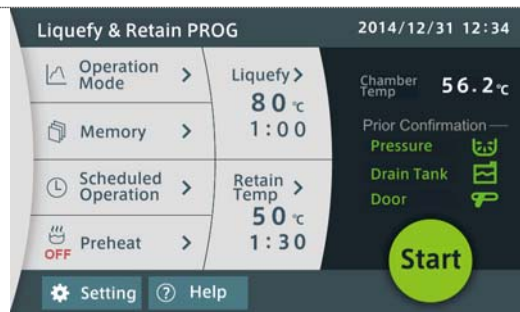 Liquefy & Retain PROG
2014/12/31 12:34
Operation
Mode
>
Memory >
Scheduled
Operation
>
OFF Preheat >
Liquefy>
80℃
1:00
Retain
Temp
>
50℃
1:30
Chamber
Temp
56.2℃
Prior Confirmation
Pressure
Drain Tank
Door
Start
Setting
? Help